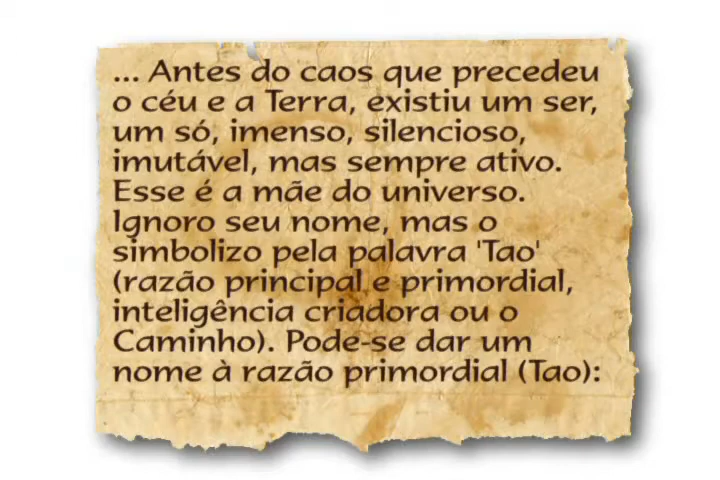 ... Antes do caos que precedeu
o céu e a Terra, existiu um ser,
um só, imenso, silencioso,
imutável, mas sempre ativo.
Esse é a mãe do universo.
Ignoro seu nome, mas o
simbolizo pela palavra 'Tao'
(razão principal e primordial,
inteligência criadora ou o
Caminho). Pode-se dar um
nome à razão primordial (Tao):